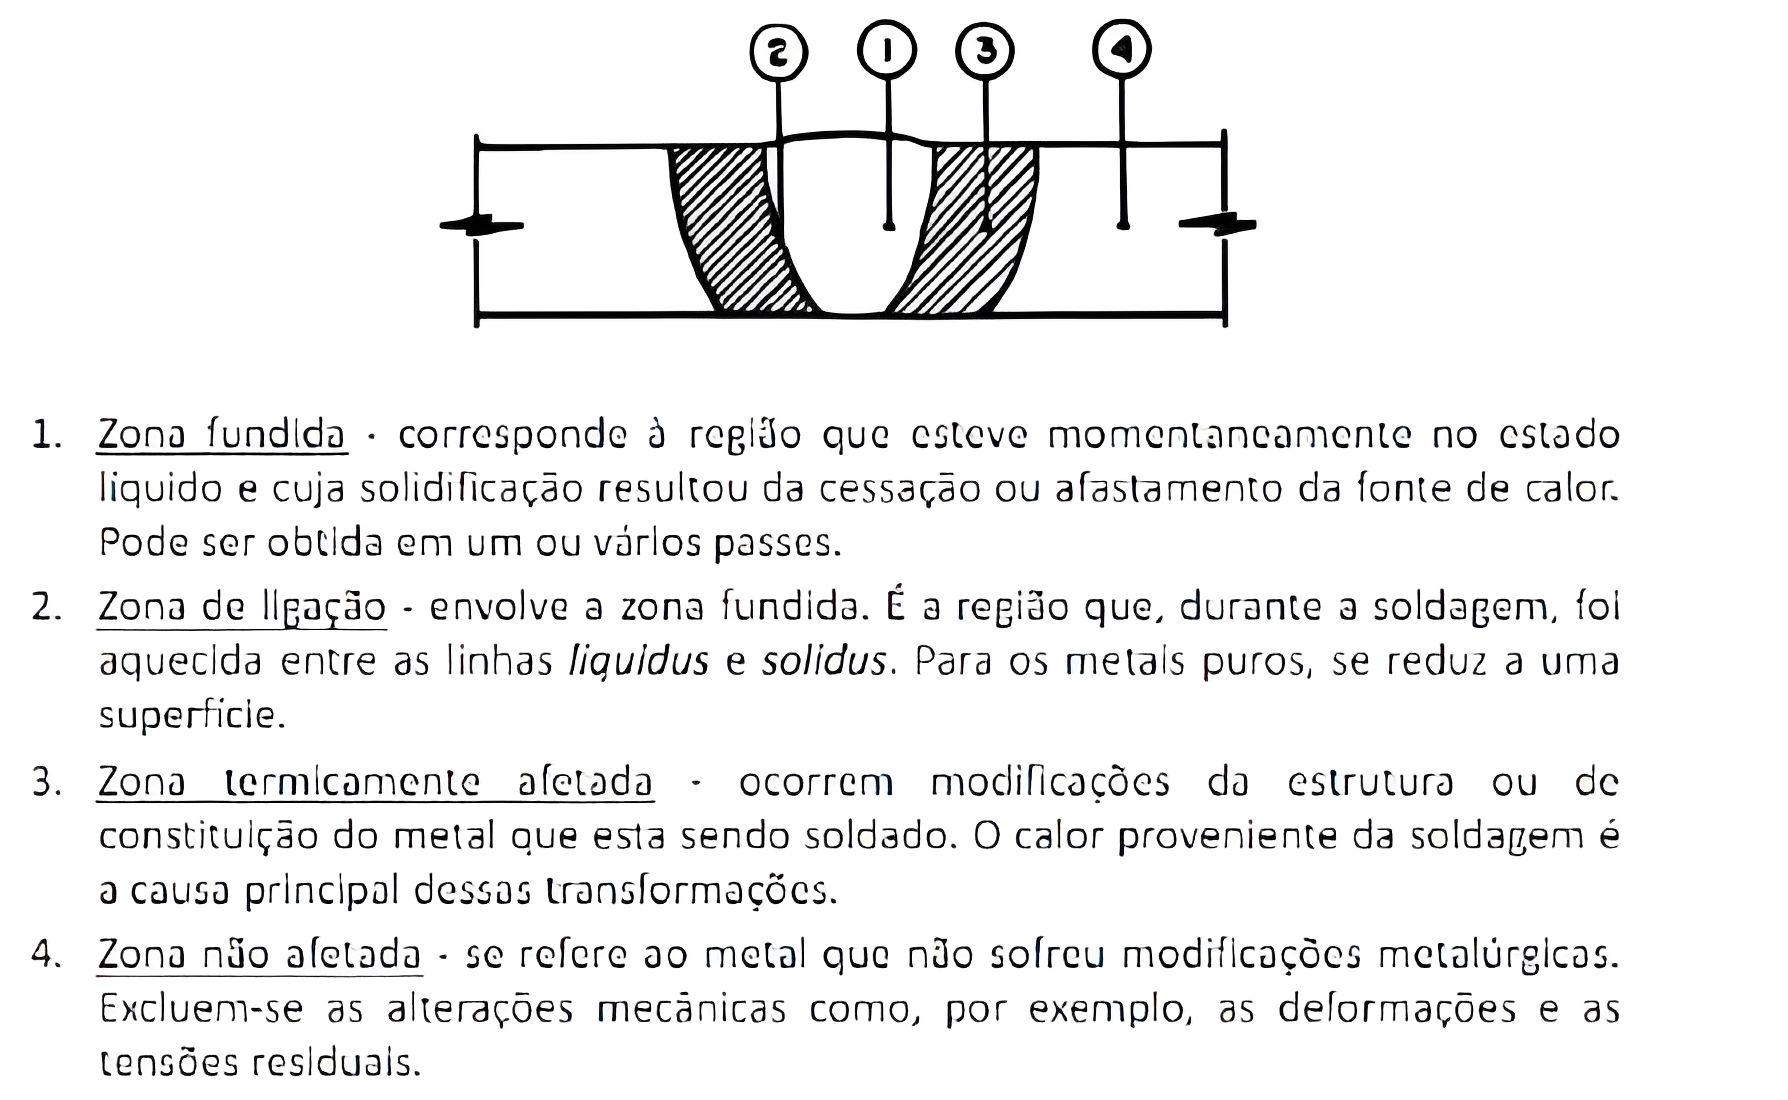 2 1 3 4
1. Zona fundida - corresponde à região que esteve momentaneamente no estado
líquido e cuja solidificação resultou da cessação ou afastamento da fonte de calor.
Pode ser obtida em um ou vários passes.
2. Zona de ligação - envolve a zona fundida. É a região que, durante a soldagem, foi
aquecida entre as linhas liquidus e solidus. Para os metais puros, se reduz a uma
superfície.
3. Zona termicamente afetada - ocorrem modificações da estrutura ou de
constituição do metal que esta sendo soldado. O calor proveniente da soldagem é
a causa principal dessas transformações.
4. Zona não afetada - se refere ao metal que não sofreu modificações metalúrgicas.
Excluem-se as alterações mecânicas como, por exemplo, as deformações e as
tensões residuais.